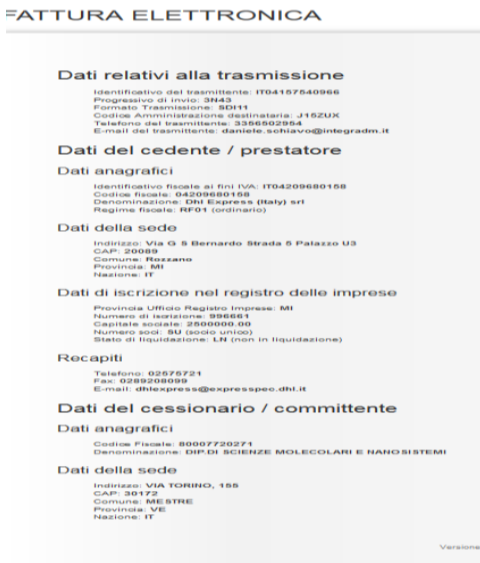 FATTURA ELETTRONICA
Dati relativi alla trasmissione
Identificativo del trasmittente: IT04157540966
Progressivo di invio: 3N43
Formato Trasmissione: SDI11
Codice Amministrazione destinataria: J15ZUX
Telefono del trasmittente: 3356502954
E-mail del trasmittente: daniele.schiavo@integradm.it
Dati del cedente / prestatore
Dati anagrafici
Identificativo fiscale ai fini IVA: IT04209680158
Codice fiscale: 04209680158
Denominazione: Dhl Express (Italy) srl
Regime fiscale: RF01 (ordinario)
Dati della sede
Indirizzo: Via G S Bernardo Strada 5 Palazzo U3
CAP: 20089
Comune: Rozzano
Provincia: MI
Nazione: IT
Dati di iscrizione nel registro delle imprese
Provincia Ufficio Registro Imprese: MI
Numero di iscrizione: 996661
Capitale sociale: 2500000.00
Numero soci: SU (socio unico)
Stato di liquidazione: LN (non in liquidazione)
Recapiti
Telefono: 02575721
Fax: 0289208099
E-mail: dhlexpress@expresspec.dhl.it
Dati del cessionario / committente
Dati anagrafici
Codice Fiscale: 80007720271
Denominazione: DIP.DI SCIENZE MOLECOLARI E NANOSISTEMI
Dati della sede
Indirizzo: VIA TORINO, 155
CAP: 30172
Comune: MESTRE
Provincia: VE
Nazione: IT
Versione